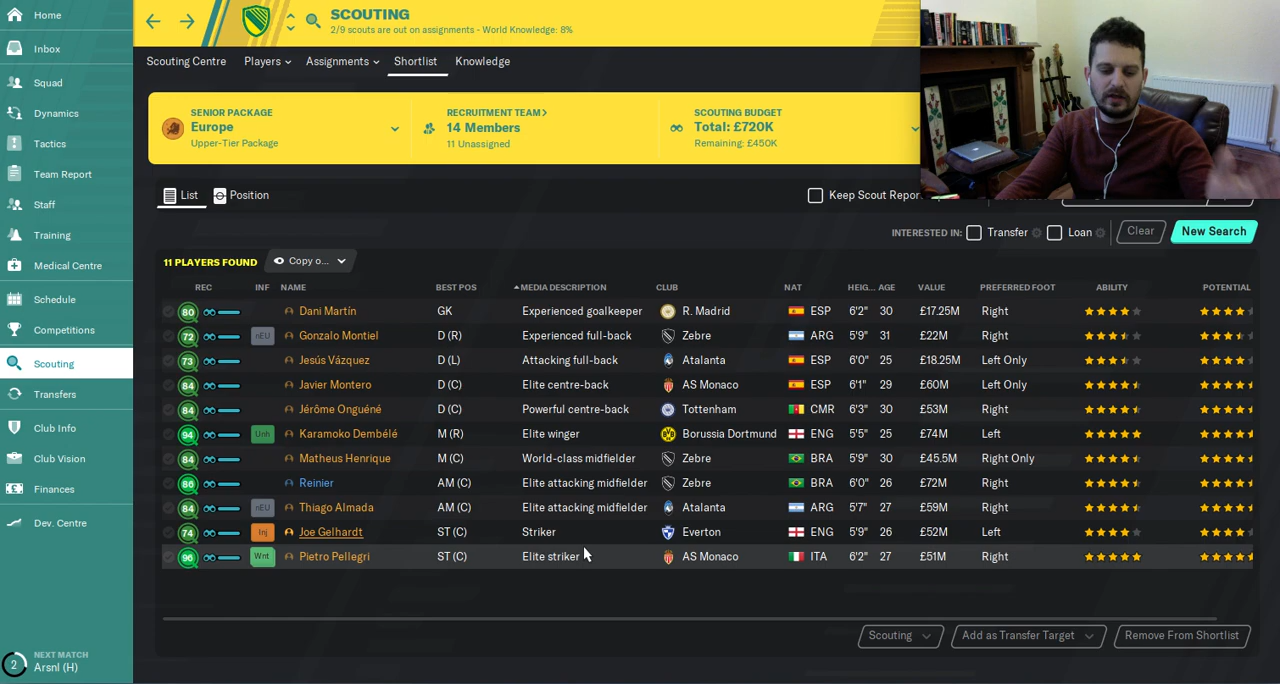 Home
Inbox
Squad
Dynamics
Tactics
Team Report
Staff
Training
Medical Centre
Schedule
Competitions
Scouting
Transfers
Club Info
Club Vision
Finances
Dev. Centre
2
NEXT MATCH
Arsnl (H)
SCOUTING
2/9 scouts are out on assignments - World Knowledge: 8%
Scouting Centre Players Assignments Shortlist Knowledge
SENIOR PACKAGE
Europe
Upper-Tier Package
RECRUITMENT TEAM>
14 Members
11 Unassigned
SCOUTING BUDGET
Total: £720K
Remaining: £450K
List Position Keep Scout Repor
INTERESTED IN: Transfer Loan Clear New Search
11 PLAYERS FOUND Copy o...
REC INF NAME BEST POS MEDIA DESCRIPTION CLUB NAT HEIG... AGE VALUE PREFERRED FOOT ABILITY POTENTIAL
80 Dani Martín GK Experienced goalkeeper R. Madrid ESP 6'2" 30 £17.25M Right
72 nEU Gonzalo Montiel D (R) Experienced full-back Zebre ARG 5'9" 31 £22M Right
73 Jesús Vázquez D (L) Attacking full-back Atalanta ESP 6'0" 25 £18.25M Left Only
84 Javier Montero D (C) Elite centre-back AS Monaco ESP 6'1" 29 £60M Left Only
84 Jérôme Onguéné D (C) Powerful centre-back Tottenham CMR 6'3" 30 £53M Right
94 Unh Karamoko Dembélé M (R) Elite winger Borussia Dortmund ENG 5'5" 25 £74M Left
84 Matheus Henrique M (C) World-class midfielder Zebre BRA 5'9" 30 £45.5M Right Only
86 Reinier AM (C) Elite attacking midfielder Zebre BRA 6'0" 26 £72M Right
84 nEU Thiago Almada AM (C) Elite attacking midfielder Atalanta ARG 5'7" 27 £59M Right
74 Inj Joe Gelhardt ST (C) Striker Everton ENG 5'9" 26 £52M Left
96 Wnt Pietro Pellegri ST (C) Elite striker AS Monaco ITA 6'2" 27 £51M Right
Scouting Add as Transfer Target Remove From Shortlist